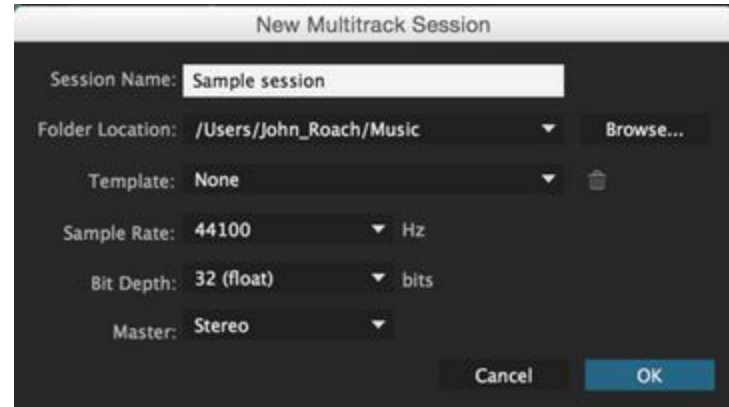 New Multitrack Session
Session Name: Sample session
Folder Location: /Users/John_Roach/Music Browse...
Template: None
Sample Rate: 44100 Hz
Bit Depth: 32 (float) bits
Master: Stereo
Cancel OK